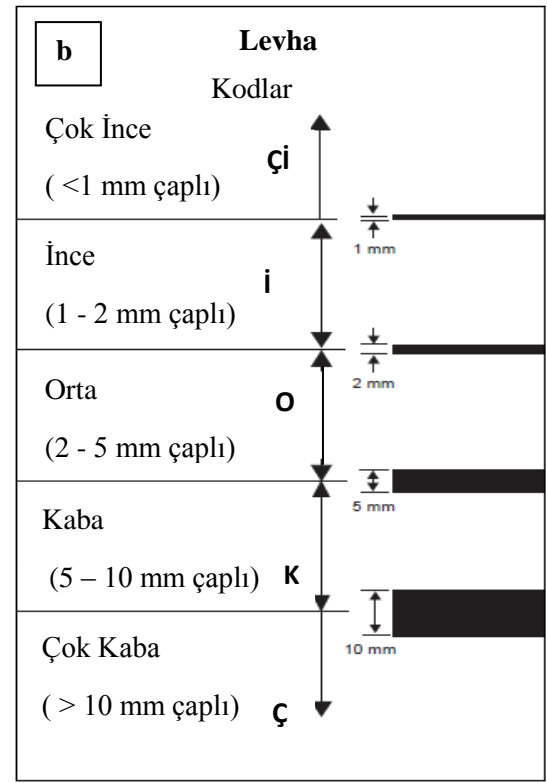 b
Levha
Kodlar
Çok İnce
Çİ
( <1 mm çaplı)
1 mm
İnce
İ
(1 - 2 mm çaplı)
2 mm
Orta
O
(2 - 5 mm çaplı)
5 mm
Kaba
(5 – 10 mm çaplı) K
10 mm
Çok Kaba
( > 10 mm çaplı) Ç